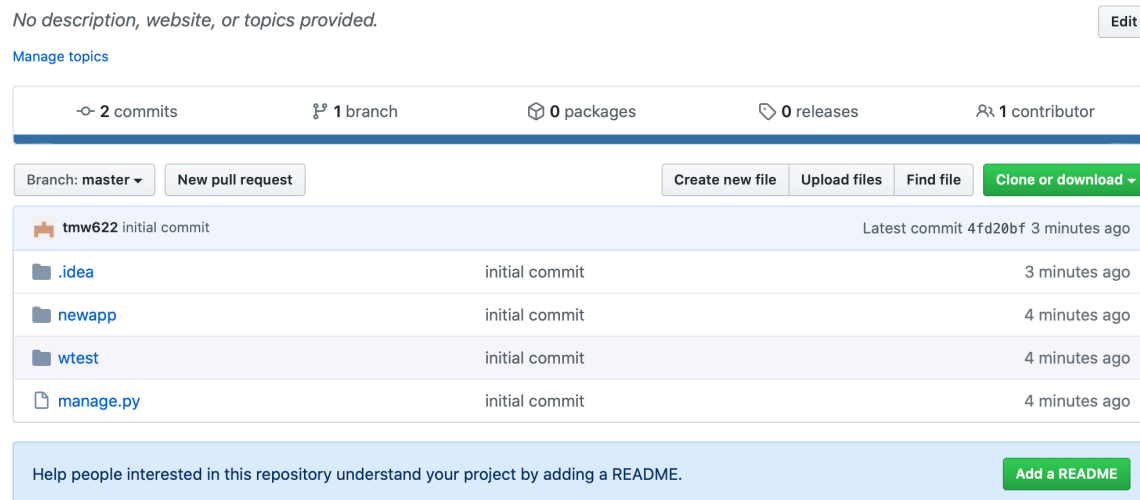 No description, website, or topics provided.
Edit
Manage topics
2 commits 1 branch 0 packages 0 releases 1 contributor
Branch: master New pull request Create new file Upload files Find file Clone or download
tmw622 initial commit Latest commit 4fd20bf 3 minutes ago
.idea initial commit 3 minutes ago
newapp initial commit 4 minutes ago
wtest initial commit 4 minutes ago
manage.py initial commit 4 minutes ago
Help people interested in this repository understand your project by adding a README. Add a README